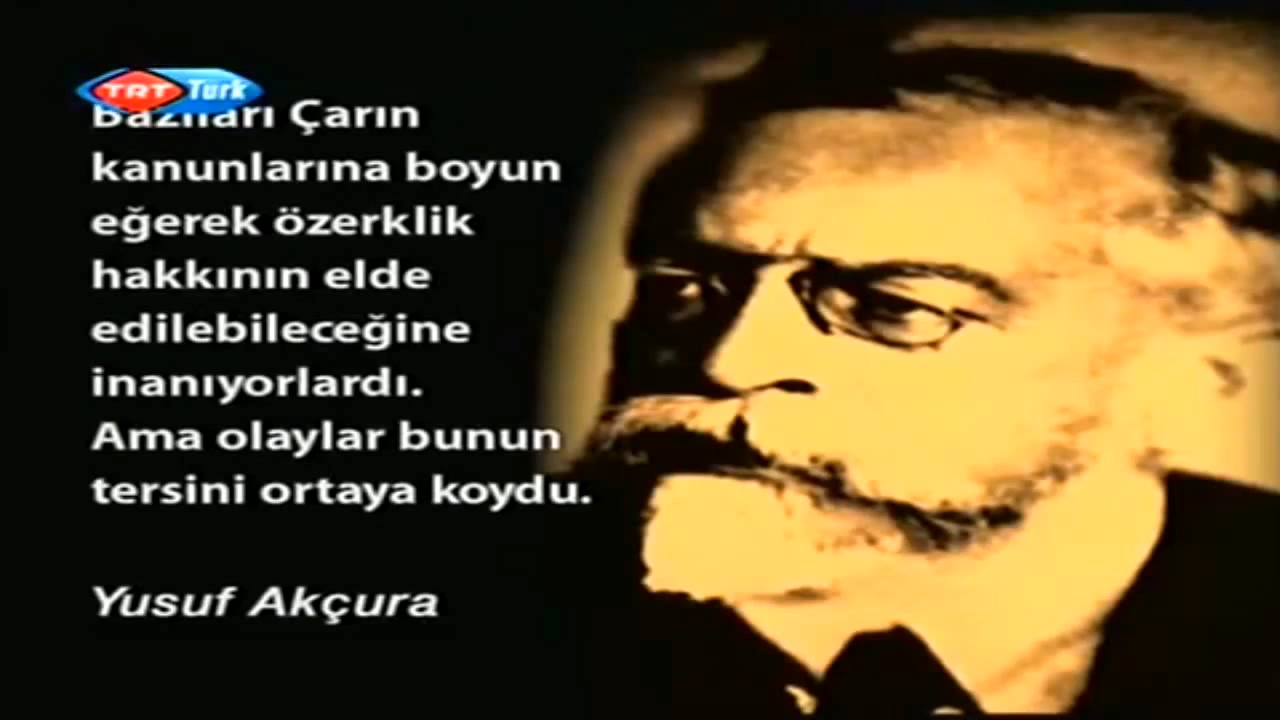 TRT Türk
Bazıları Çarın
kanunlarına boyun
eğerek özerklik
hakkının elde
edilebileceğine
inanıyorlardı.
Ama olaylar bunun
tersini ortaya koydu.
Yusuf Akçura